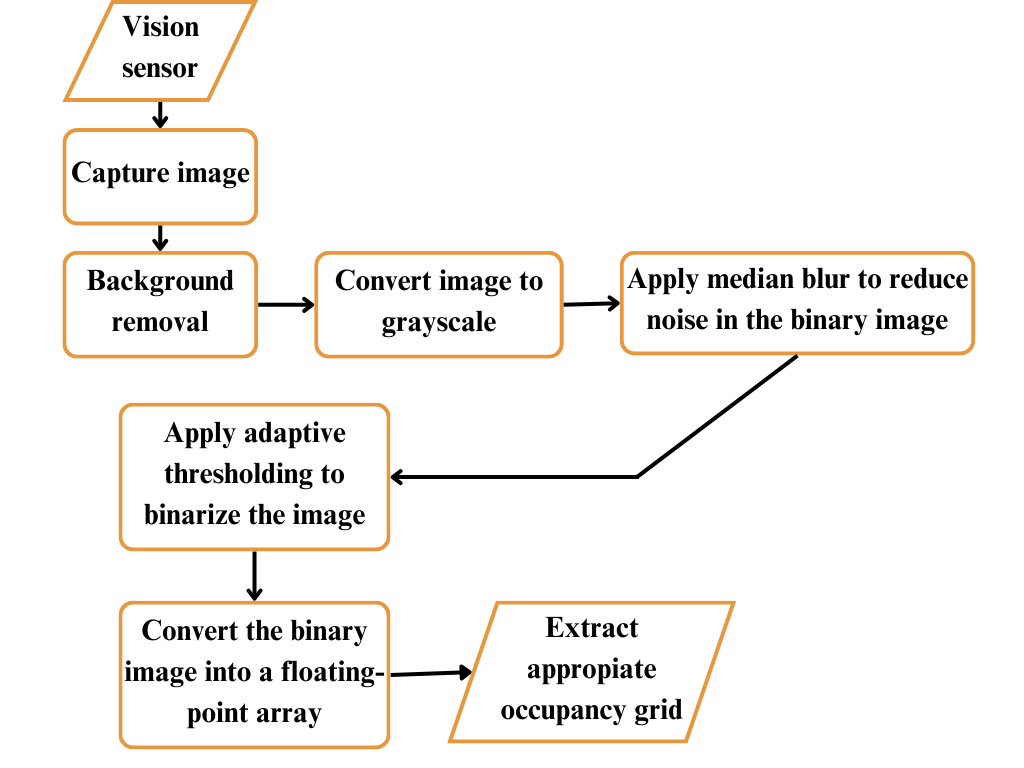 Vision
sensor
Capture image
Background
removal
Convert image to
grayscale
Apply median blur to reduce
noise in the binary image
Apply adaptive
thresholding to
binarize the image
Convert the binary
image into a floating-
point array
Extract
appropiate
occupancy grid